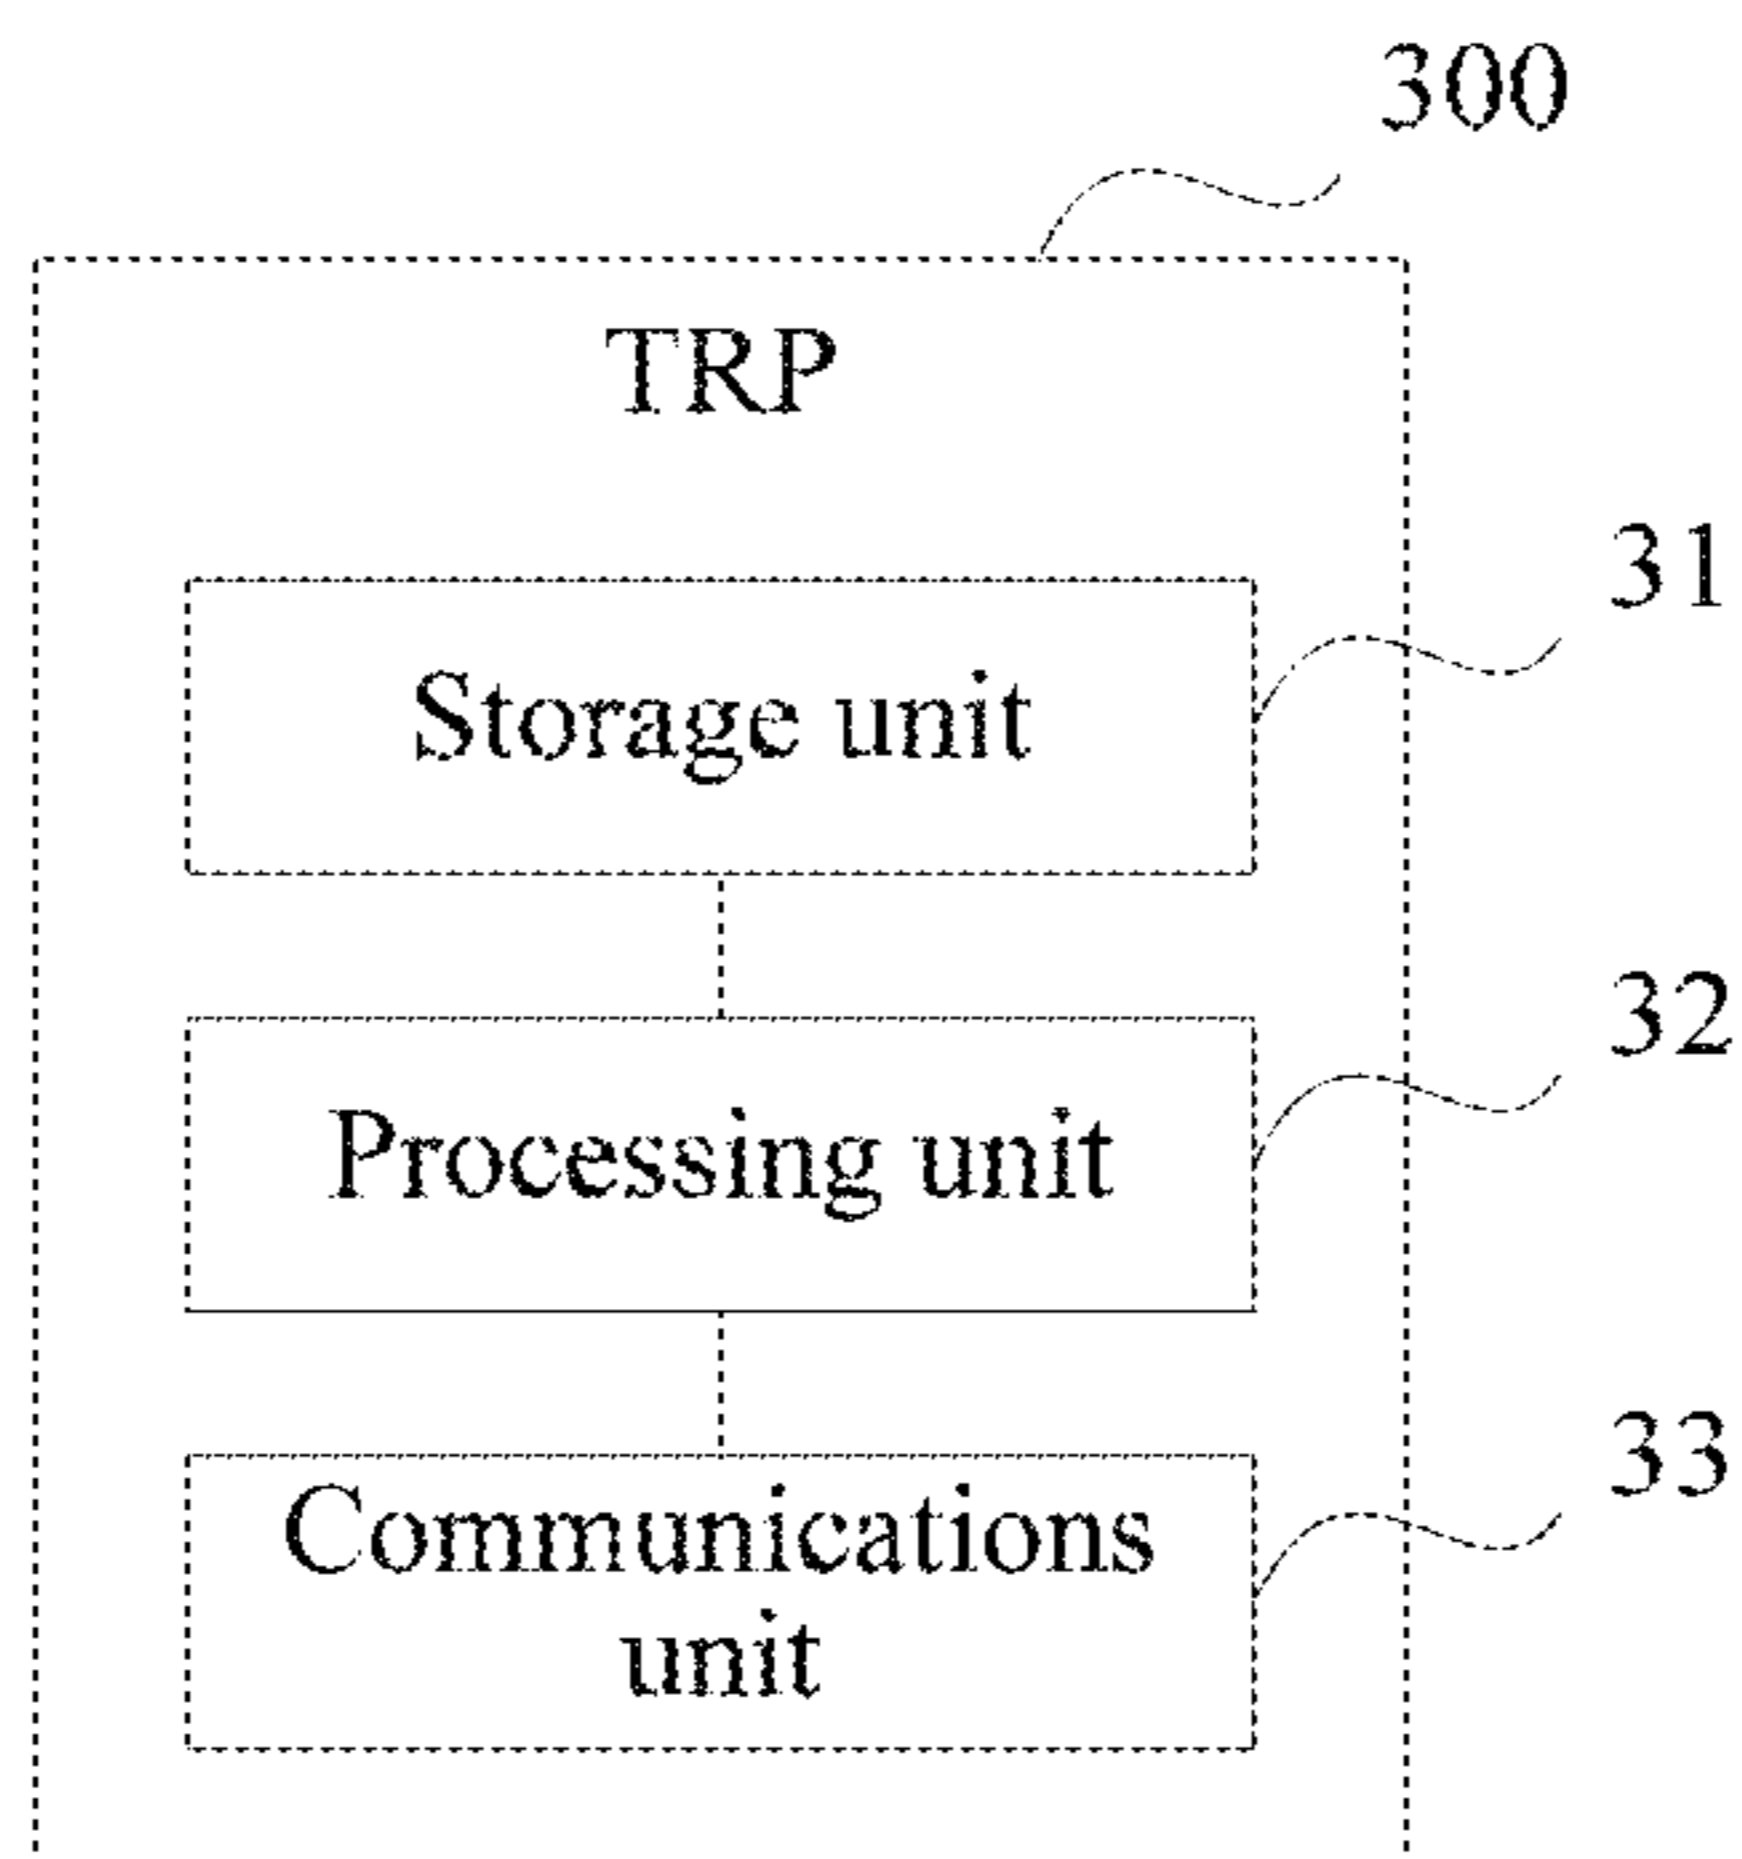 300
TRP
31
Storage unit
32
Processing unit
33
Communications
unit